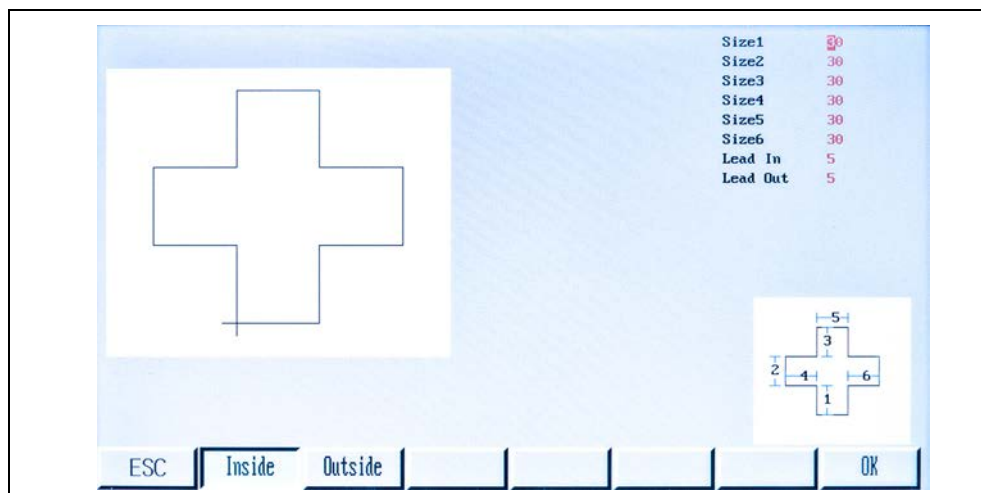 Size1 30
Size2 30
Size3 30
Size4 30
Size5 30
Size6 30
Lead In 5
Lead Out 5
5
3
2
4
6
1
ESC Inside Outside OK